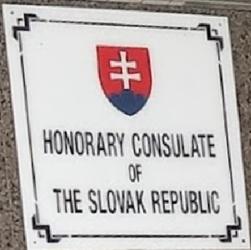 HONORARY CONSULATE
OF
THE SLOVAK REPUBLIC